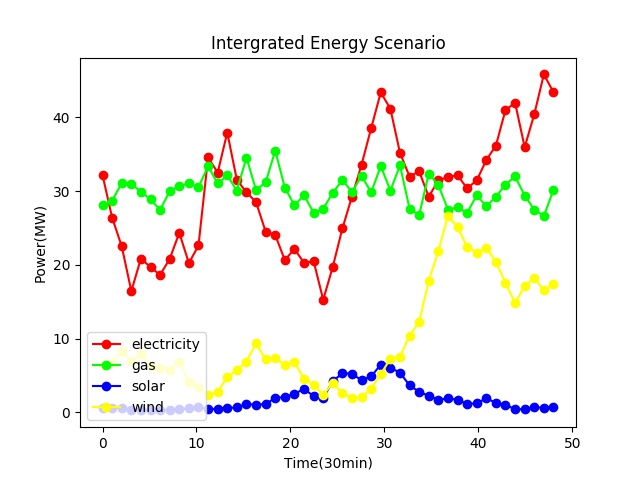 Intergrated Energy Scenario
Power(MW)
40
30
20
10
0
electricity
gas
solar
wind
0 10 20 30 40 50
Time(30min)